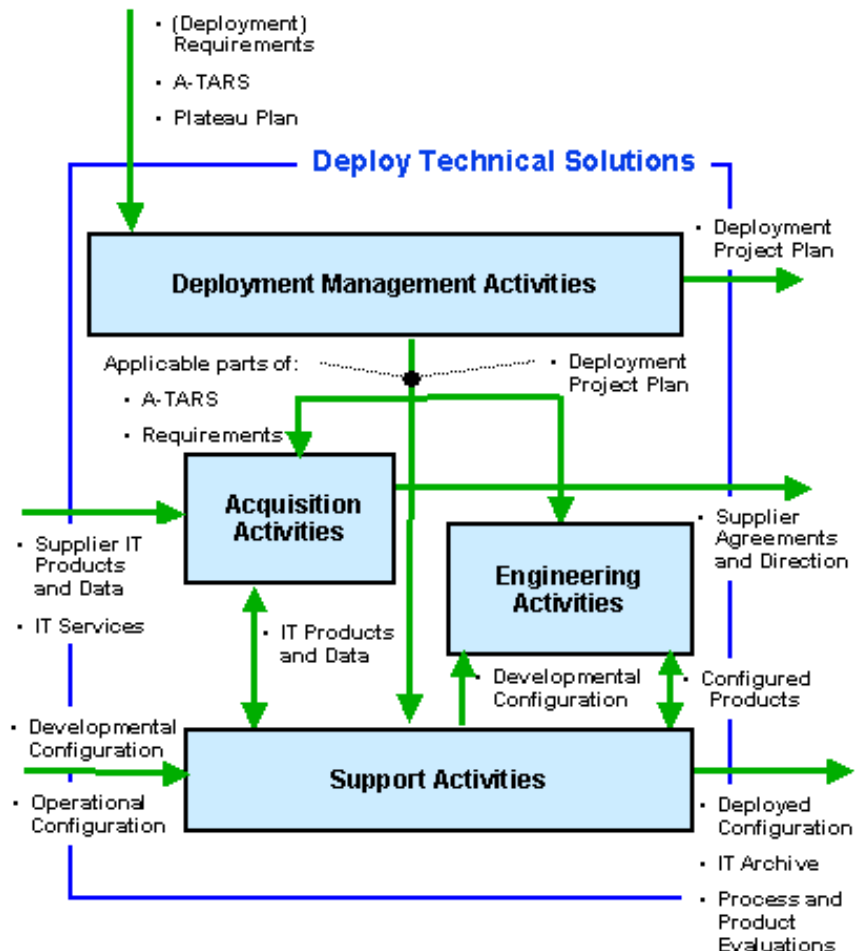 • (Deployment)
Requirements
• A-TARS
• Plateau Plan
Deploy Technical Solutions
Deployment Management Activities
• Deployment
Project Plan
Applicable parts of:
• A-TARS
• Requirements
• Deployment
Project Plan
Acquisition
Activities
• Supplier IT
Products
and Data
• IT Services
• Supplier
Agreements
and Direction
Engineering
Activities
• IT Products
and Data
• Developmental
Configuration
• Configured
Products
• Developmental
Configuration
• Operational
Configuration
Support Activities
• Deployed
Configuration
• IT Archive
• Process and
Product
Evaluations